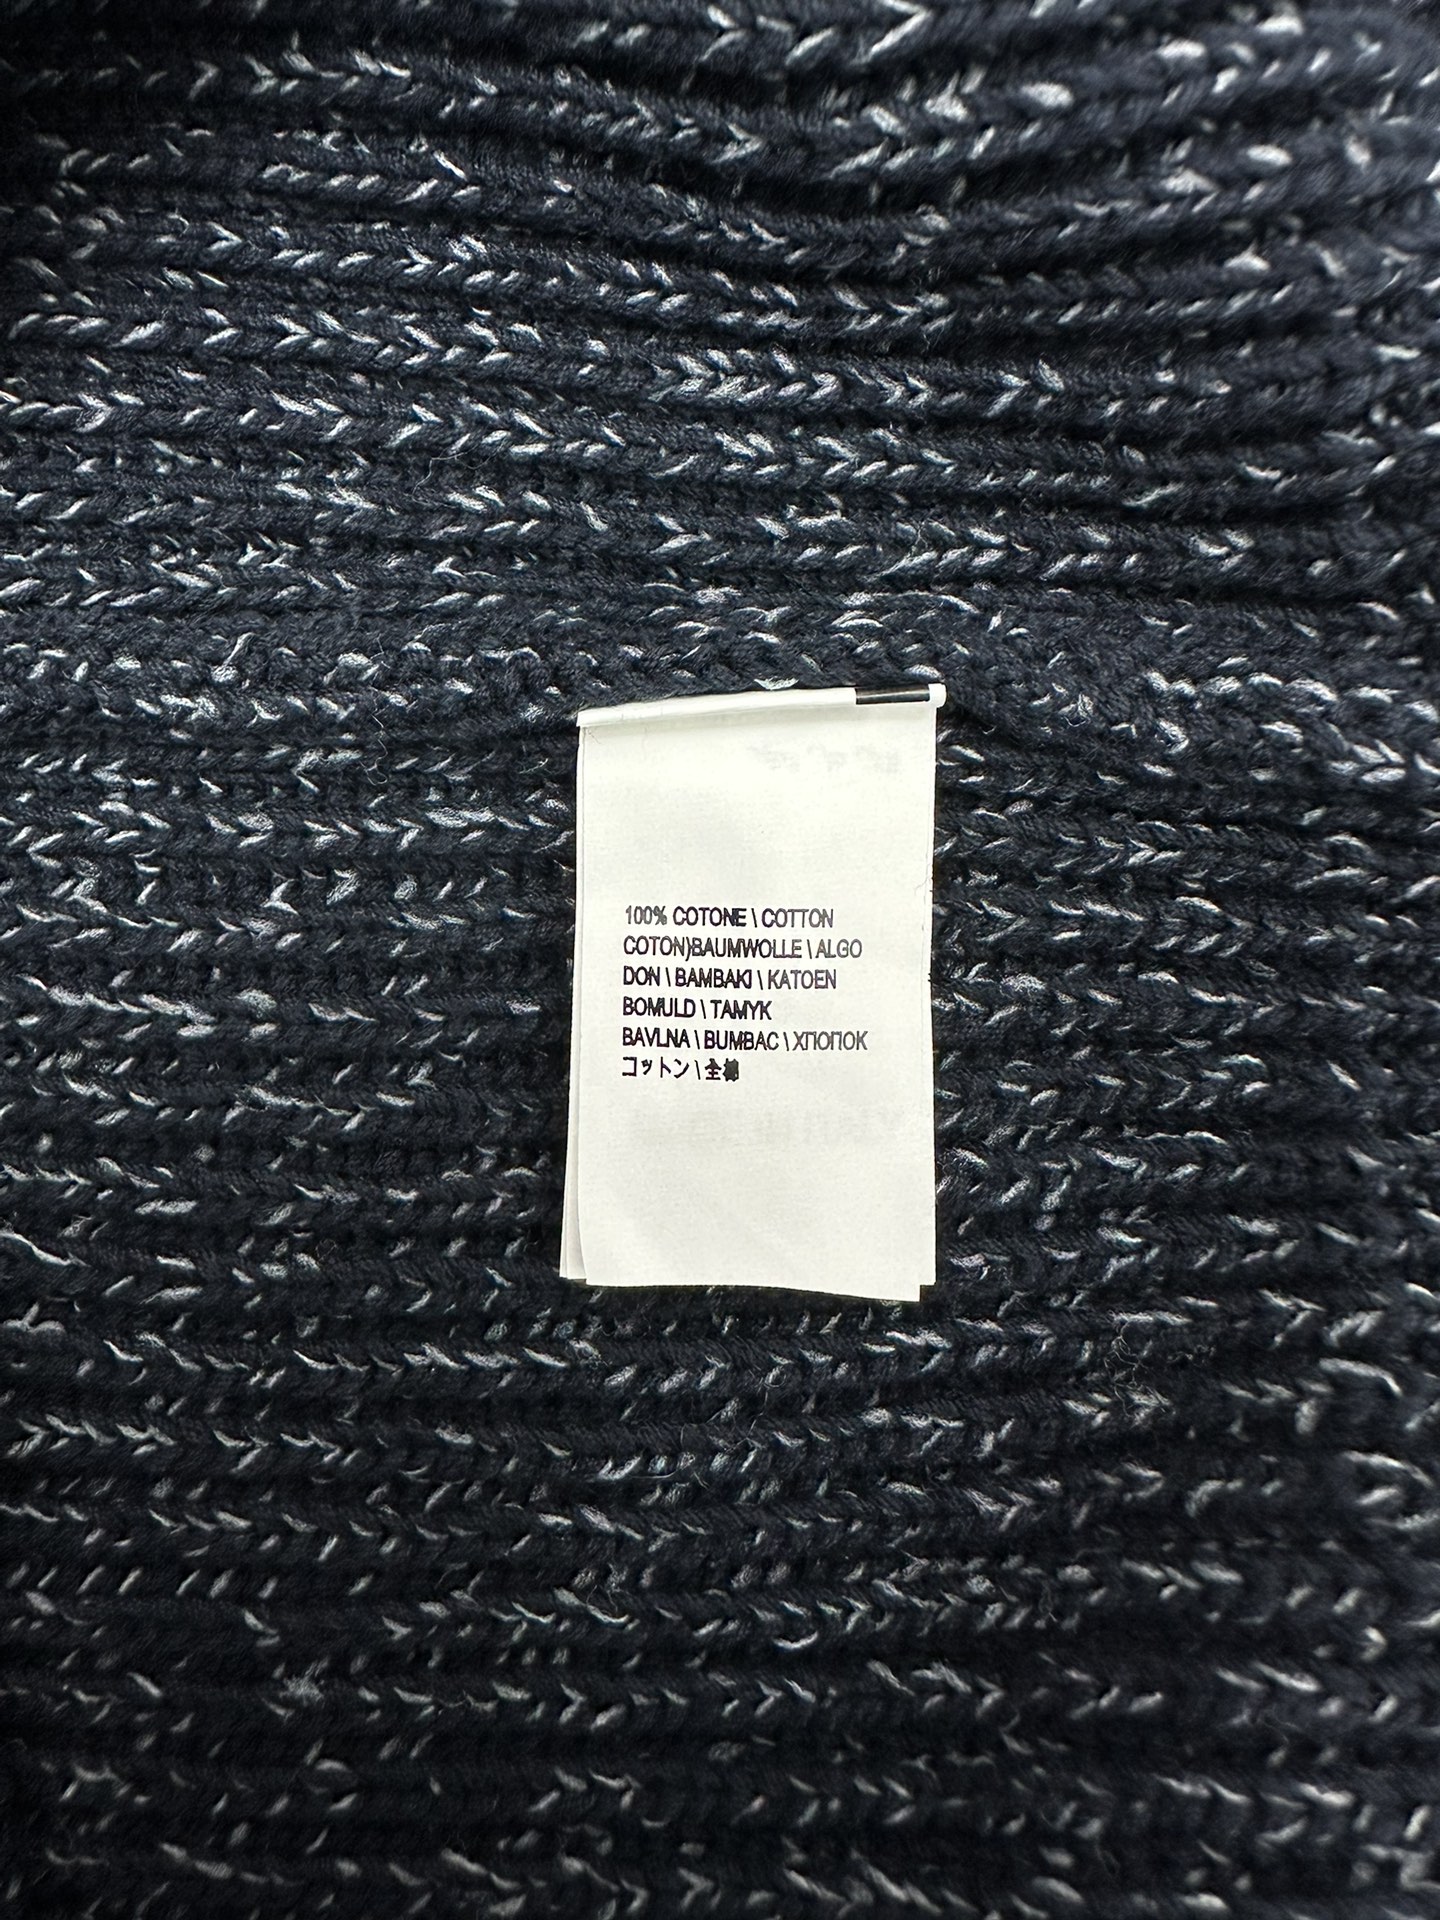 100% COTONE \ COTTON
COTON)BAUMWOLLE \ ALGO
DON \ BAMBAKI \ KATOEN
BOMULD \ TAMYK
BAVLNA \ BUMBAC \ ХПОПОК
コットン \ 全棉